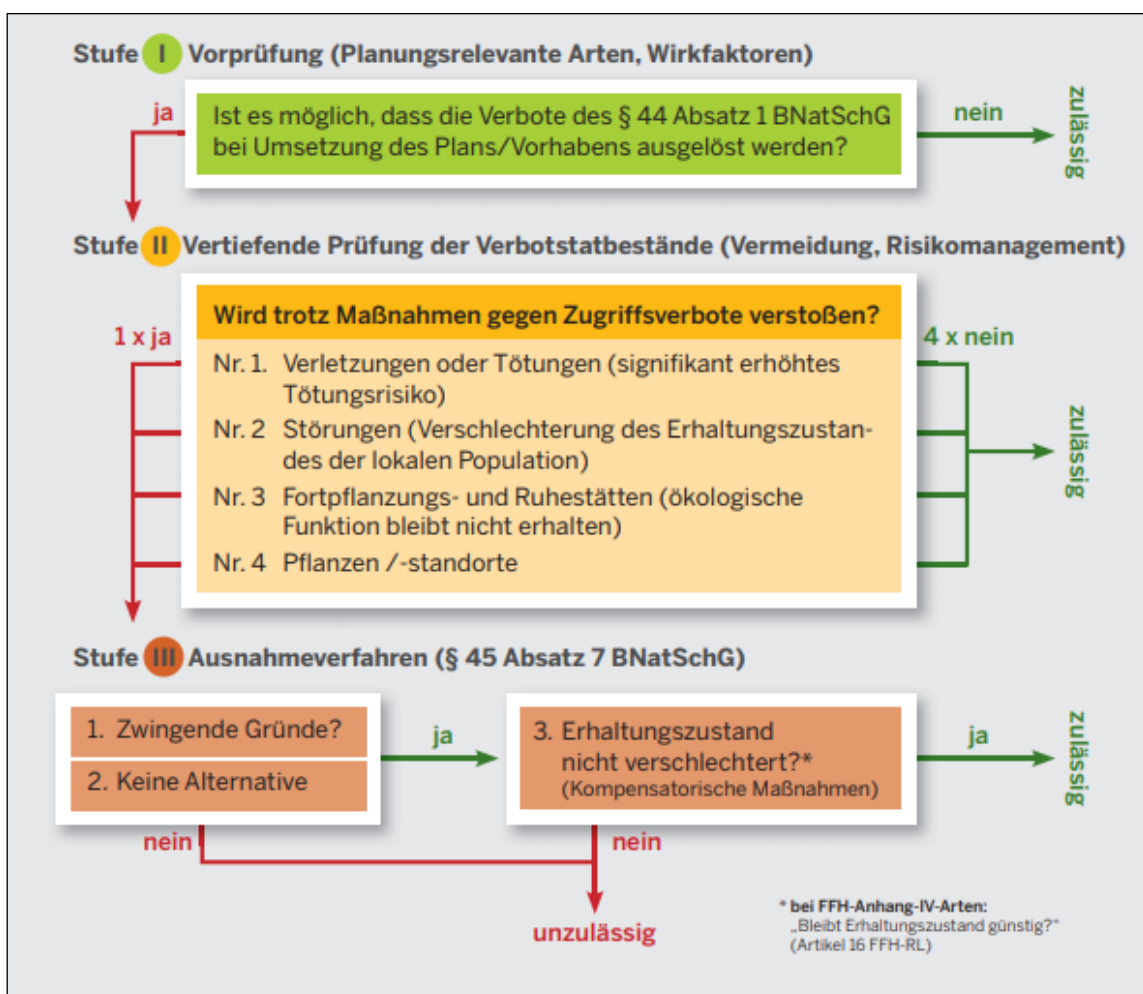 Stufe I Vorprüfung (Planungsrelevante Arten, Wirkfaktoren)
ja
Ist es möglich, dass die Verbote des § 44 Absatz 1 BNatSchG
bei Umsetzung des Plans/Vorhabens ausgelöst werden?
nein
zulässig
Stufe II Vertiefende Prüfung der Verbotstatbestände (Vermeidung, Risikomanagement)
1 x ja
Wird trotz Maßnahmen gegen Zugriffsverbote verstoßen?
4 x nein
Nr. 1. Verletzungen oder Tötungen (signifikant erhöhtes
Tötungsrisiko)
Nr. 2 Störungen (Verschlechterung des Erhaltungszustan-
des der lokalen Population)
Nr. 3 Fortpflanzungs- und Ruhestätten (ökologische
Funktion bleibt nicht erhalten)
Nr. 4 Pflanzen /-standorte
zulässig
Stufe III Ausnahmeverfahren (§ 45 Absatz 7 BNatSchG)
1. Zwingende Gründe?
2. Keine Alternative
ja
3. Erhaltungszustand
nicht verschlechtert?*
(Kompensatorische Maßnahmen)
ja
zulässig
nein
nein
unzulässig
* bei FFH-Anhang-IV-Arten:
„Bleibt Erhaltungszustand günstig?“
(Artikel 16 FFH-RL)